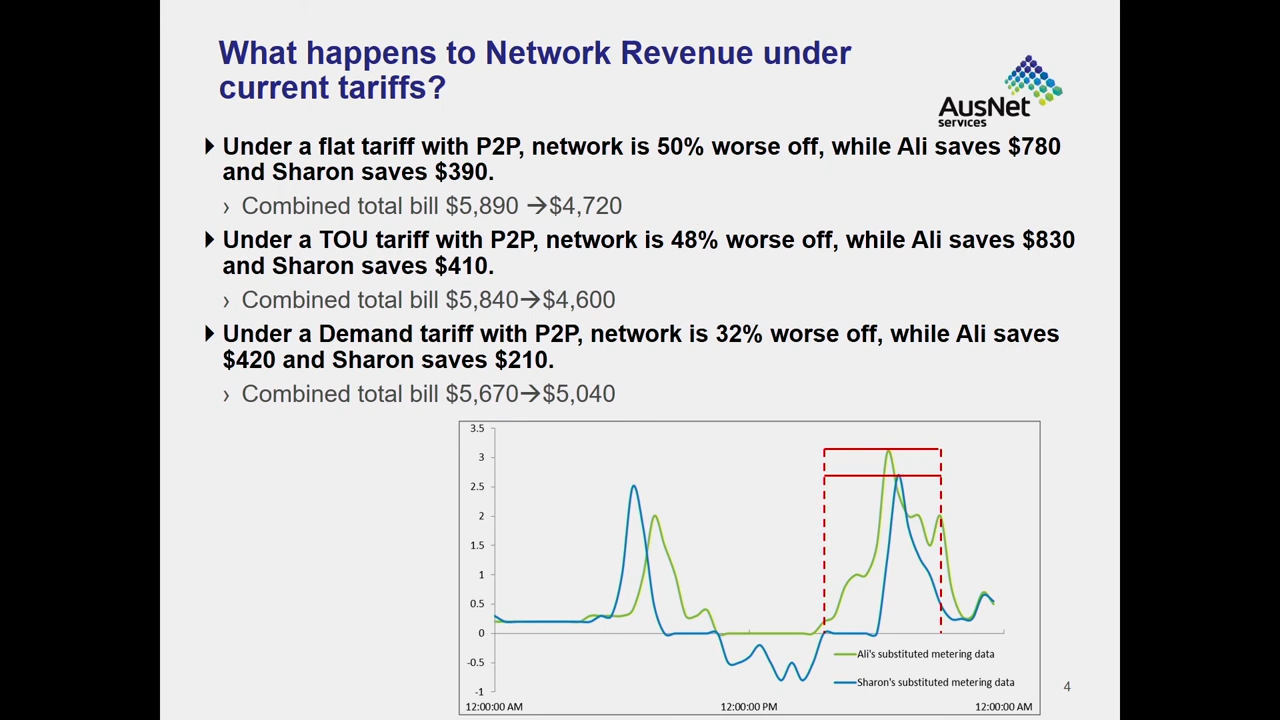 What happens to Network Revenue under
current tariffs?
AusNet
services
Under a flat tariff with P2P, network is 50% worse off, while Ali saves $780
and Sharon saves $390.
› Combined total bill $5,890 →$4,720
Under a TOU tariff with P2P, network is 48% worse off, while Ali saves $830
and Sharon saves $410.
› Combined total bill $5,840→$4,600
Under a Demand tariff with P2P, network is 32% worse off, while Ali saves
$420 and Sharon saves $210.
› Combined total bill $5,670→$5,040
3.5
3
2.5
2
1.5
1
0.5
0
-0.5
-1
Ali's substituted metering data
Sharon's substituted metering data
12:00:00 AM 12:00:00 PM 12:00:00 AM
4